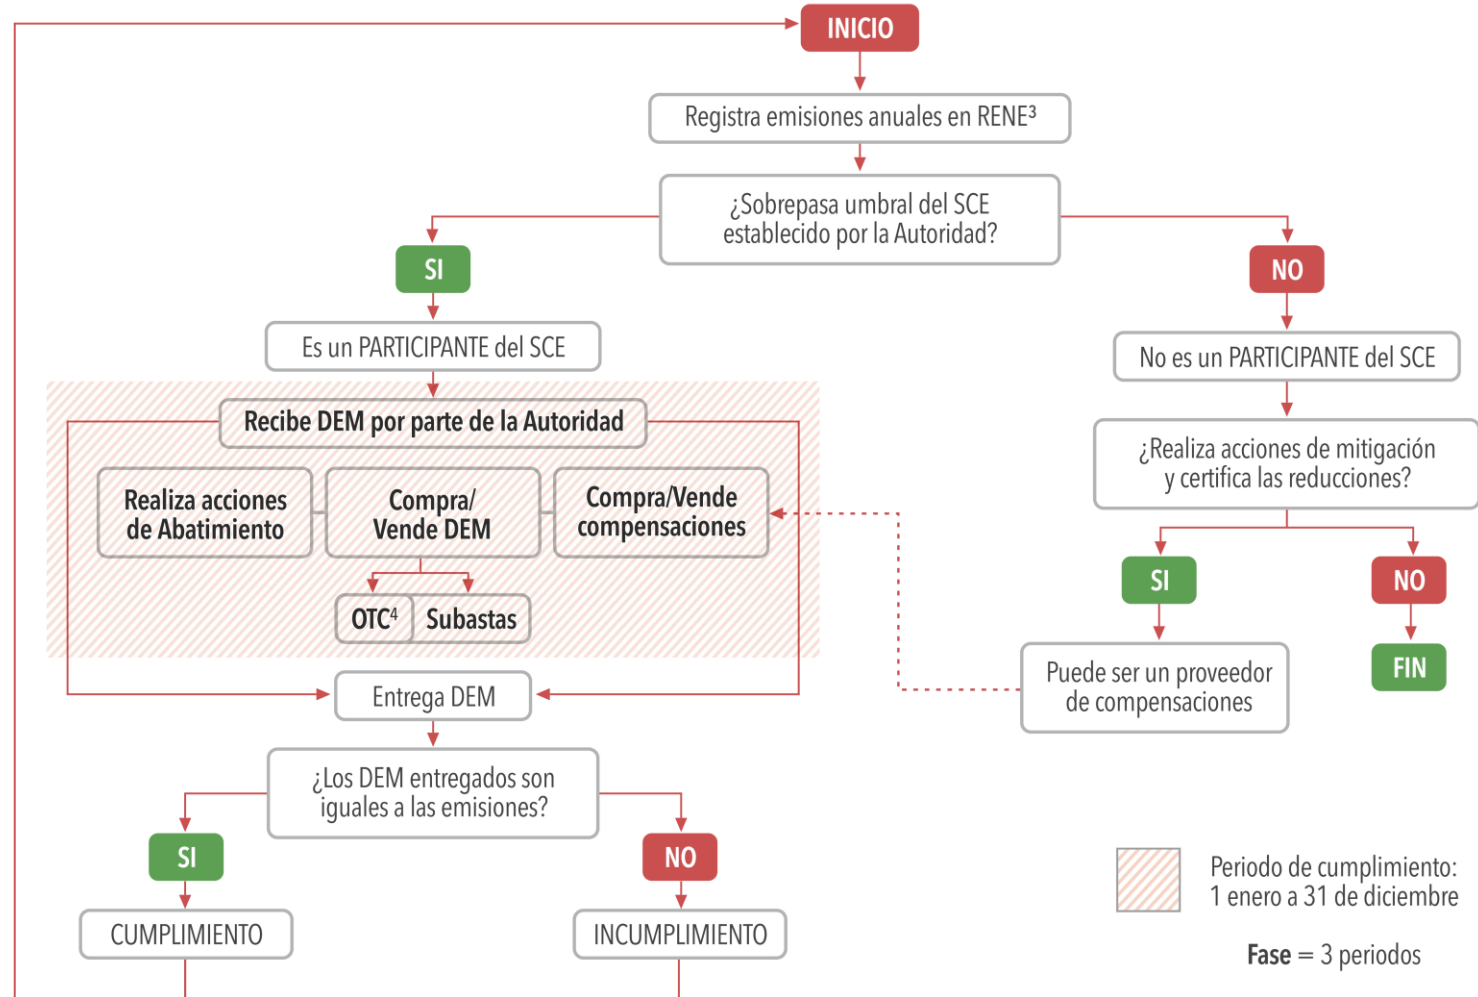 INICIO
Registra emisiones anuales en RENE³
¿Sobrepasa umbral del SCE
establecido por la Autoridad?
SI
NO
Es un PARTICIPANTE del SCE
No es un PARTICIPANTE del SCE
Recibe DEM por parte de la Autoridad
¿Realiza acciones de mitigación
y certifica las reducciones?
Realiza acciones
de Abatimiento
Compra/
Vende DEM
Compra/Vende
compensaciones
SI
NO
OTC⁴
Subastas
FIN
Puede ser un proveedor
de compensaciones
Entrega DEM
¿Los DEM entregados son
iguales a las emisiones?
SI
NO
Periodo de cumplimiento:
1 enero a 31 de diciembre
CUMPLIMIENTO
INCUMPLIMIENTO
Fase = 3 periodos